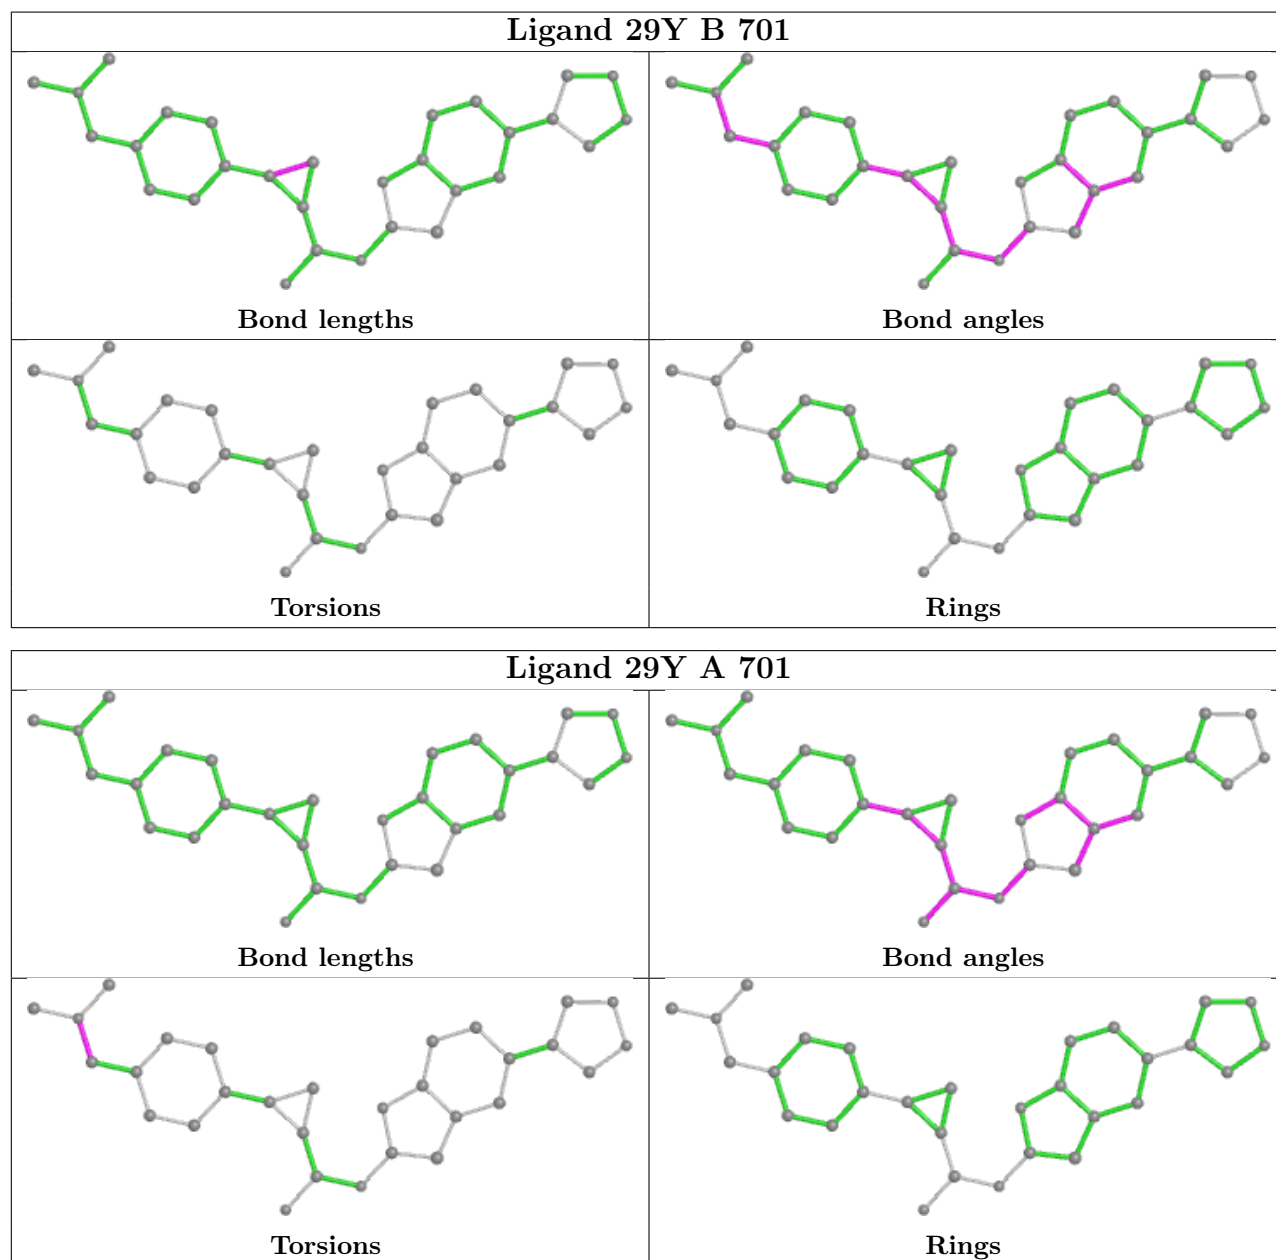 Ligand 29Y B 701
Bond lengths
Bond angles
Torsions
Rings
Ligand 29Y A 701
Bond lengths
Bond angles
Torsions
Rings